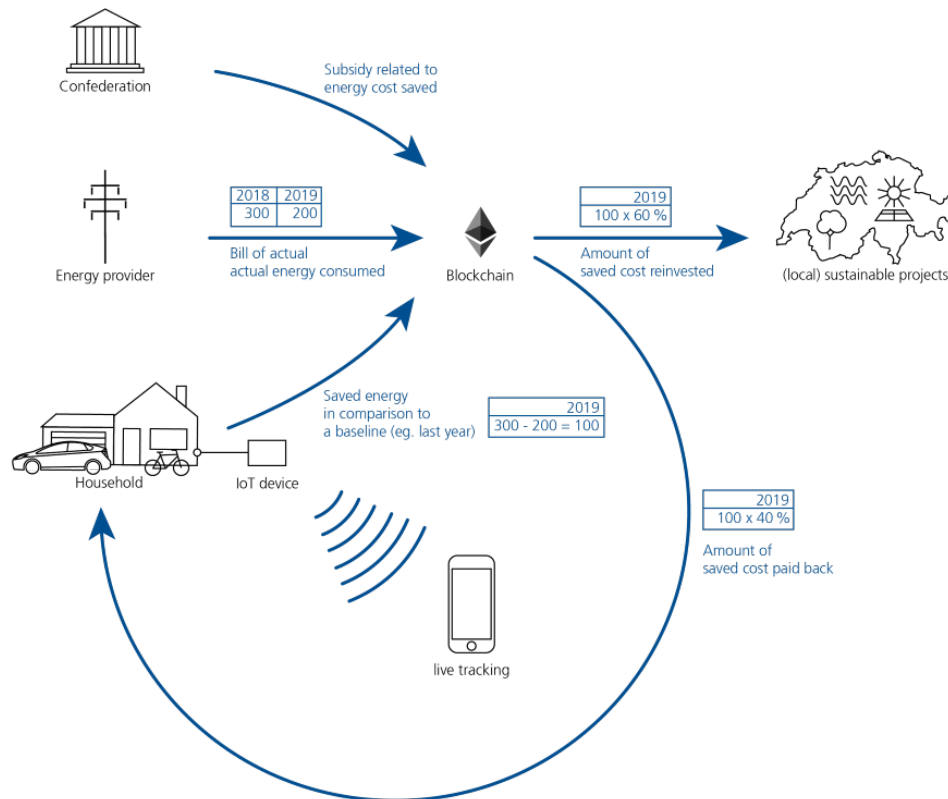 Confederation
Subsidy related to
energy cost saved
2018 2019
300 200
Bill of actual
actual energy consumed
Energy provider
Blockchain
2019
100 x 60 %
Amount of
saved cost reinvested
(local) sustainable projects
Saved energy
in comparison to
a baseline (eg. last year)
2019
300 - 200 = 100
Household
IoT device
2019
100 x 40 %
Amount of
saved cost paid back
live tracking